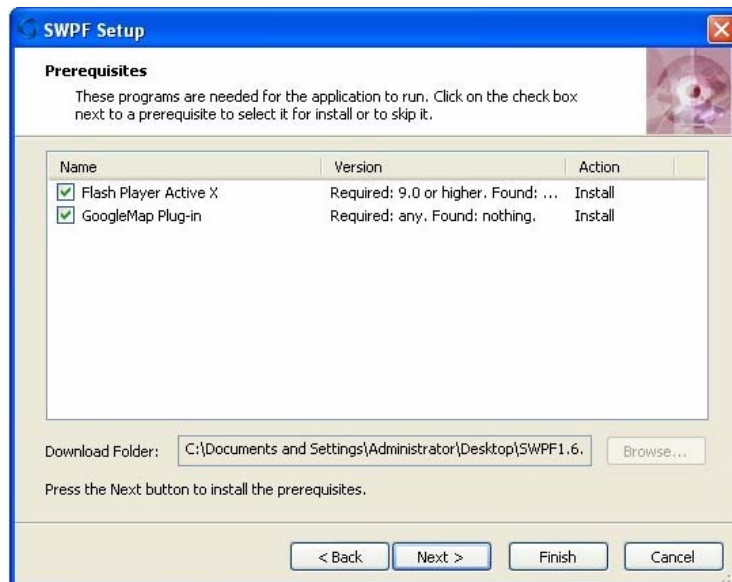 SWPF Setup
Prerequisites
These programs are needed for the application to run. Click on the check box
next to a prerequisite to select it for install or to skip it.
Name Version Action
Flash Player Active X Required: 9.0 or higher. Found: ... Install
GoogleMap Plug-in Required: any. Found: nothing. Install
Download Folder: C:\Documents and Settings\Administrator\Desktop\SWPF1.6. Browse...
Press the Next button to install the prerequisites.
< Back Next > Finish Cancel